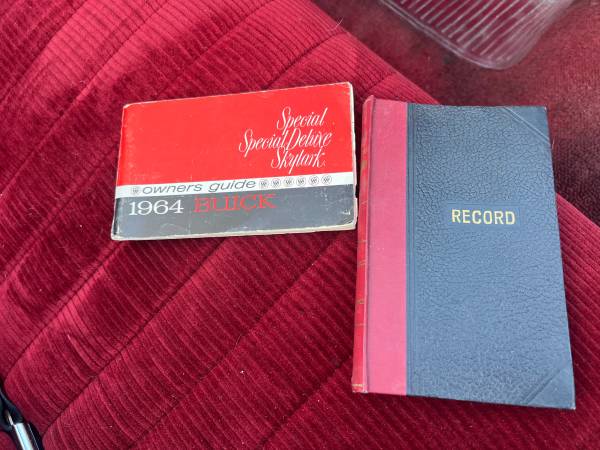 Special
Special Deluxe
Skylark
owners guide
1964 BUICK
RECORD